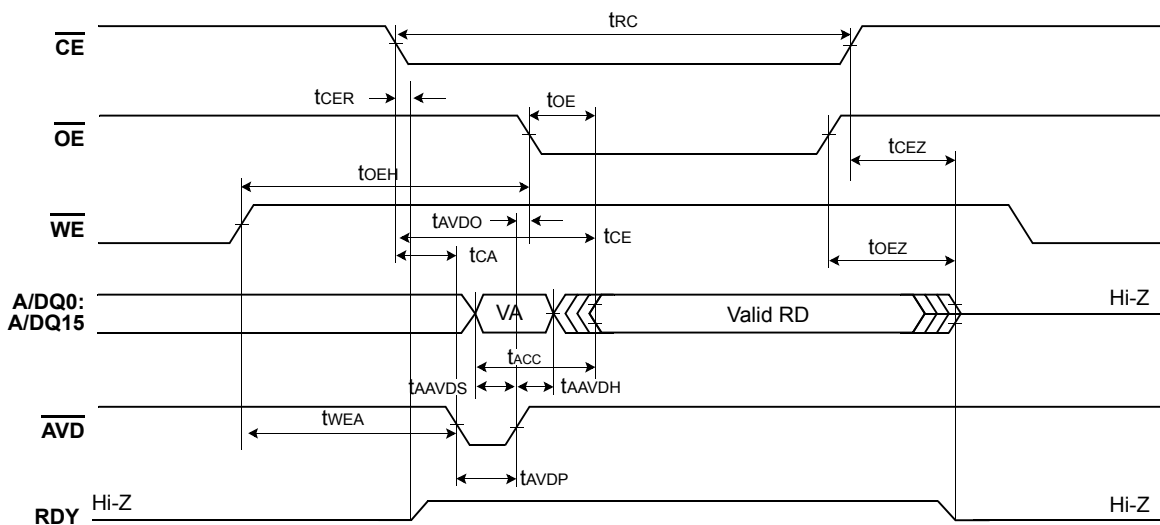 tRC
CE
tCER
tOE
OE
tCEZ
tOEH
WE
tAVDO
tCE
tCA
tOEZ
A/DQ0:
A/DQ15
VA
Valid RD
Hi-Z
tACC
tAAVDS
tAAVDH
AVD
tWEA
tAVDP
Hi-Z
Hi-Z
RDY